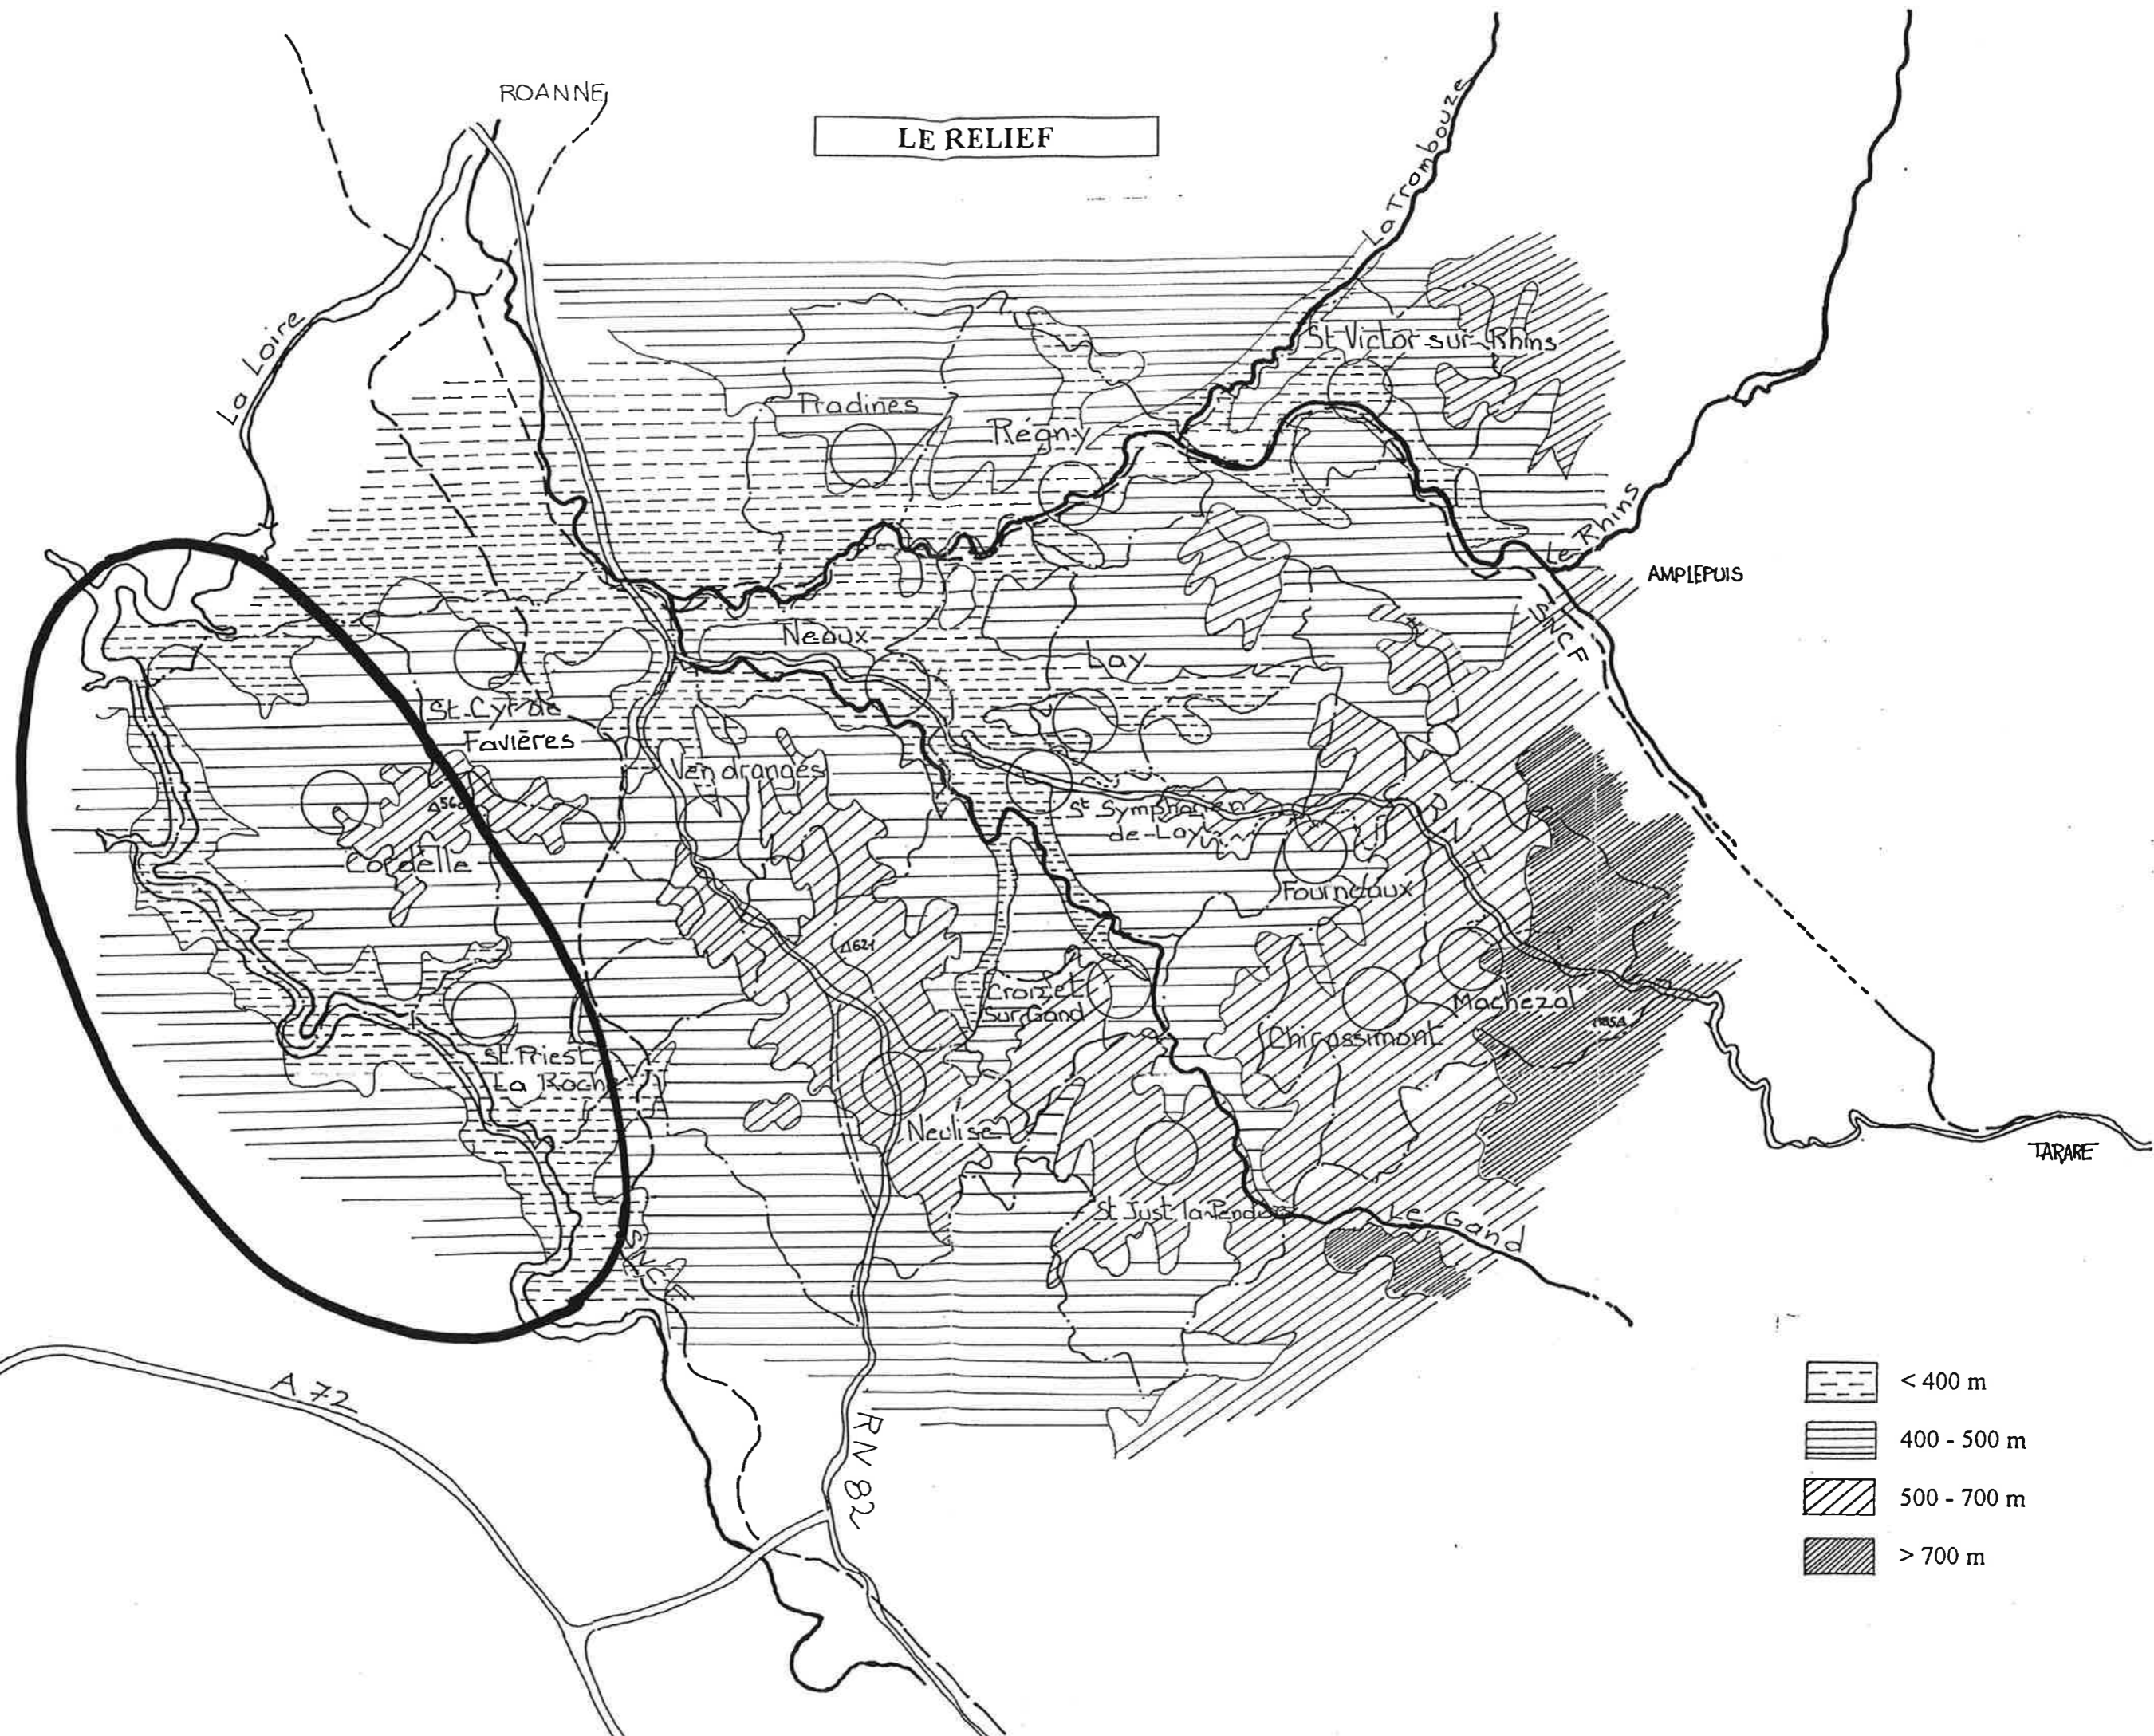 ROANNE
LE RELIEF
La Trombouze
La Loire
St Victor-sur-Rhins
Pradines
Régny
Le Rhins
AMPLEPUIS
SNCF
Neaux
Lay
St Cyr de
Favières
Vendranges
St Symphorien
de-Lay
Cordelle
Fourneaux
RN 7
Δ621
Croizet
sur Gand
Machézal
Chirassimont
St Priest
La Roche
Neulise
TARARE
St Just la Pendue
Le Gand
SNCF
A 72
RN 82
< 400 m
400 - 500 m
500 - 700 m
> 700 m